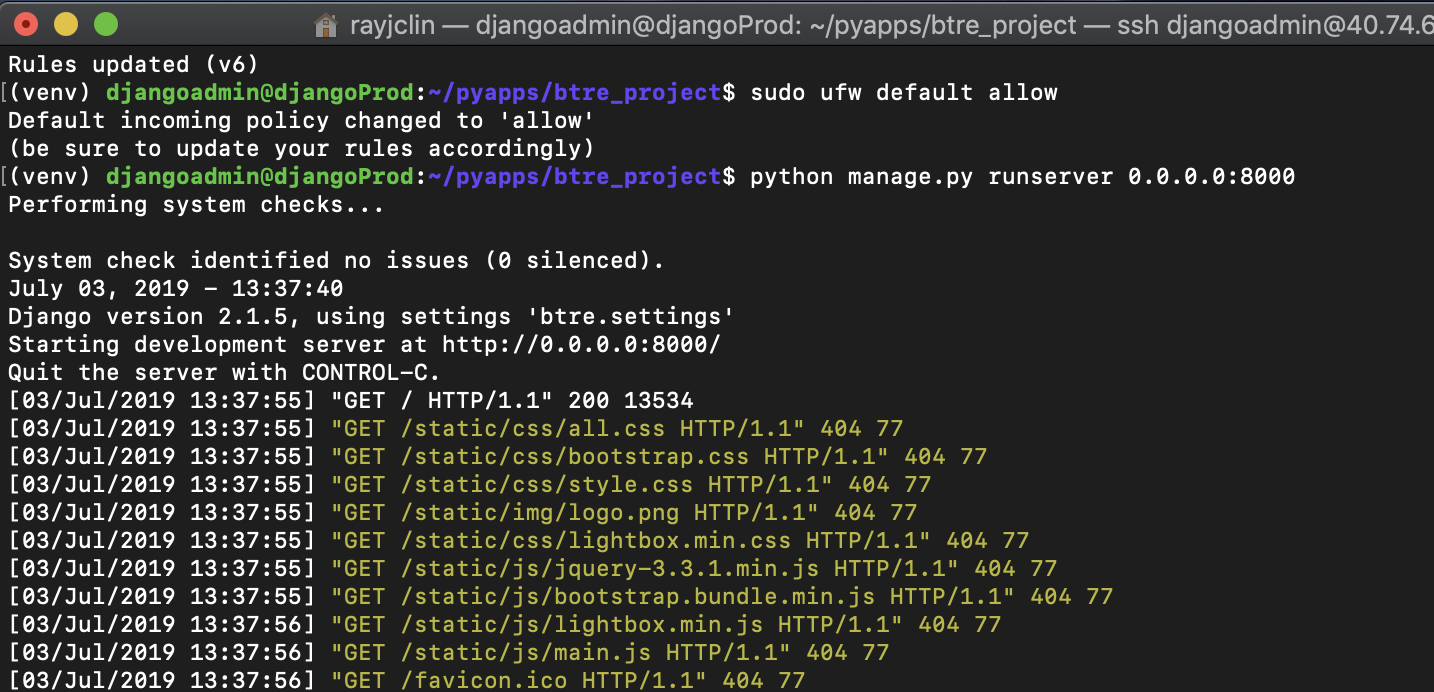 rayjclin — djangoadmin@djangoProd: ~/pyapps/btre_project — ssh djangoadmin@40.74.6
Rules updated (v6)
[(venv) djangoadmin@djangoProd:~/pyapps/btre_project$ sudo ufw default allow
Default incoming policy changed to 'allow'
(be sure to update your rules accordingly)
[(venv) djangoadmin@djangoProd:~/pyapps/btre_project$ python manage.py runserver 0.0.0.0:8000
Performing system checks...
System check identified no issues (0 silenced).
July 03, 2019 - 13:37:40
Django version 2.1.5, using settings 'btre.settings'
Starting development server at http://0.0.0.0:8000/
Quit the server with CONTROL-C.
[03/Jul/2019 13:37:55] "GET / HTTP/1.1" 200 13534
[03/Jul/2019 13:37:55] "GET /static/css/all.css HTTP/1.1" 404 77
[03/Jul/2019 13:37:55] "GET /static/css/bootstrap.css HTTP/1.1" 404 77
[03/Jul/2019 13:37:55] "GET /static/css/style.css HTTP/1.1" 404 77
[03/Jul/2019 13:37:55] "GET /static/img/logo.png HTTP/1.1" 404 77
[03/Jul/2019 13:37:55] "GET /static/css/lightbox.min.css HTTP/1.1" 404 77
[03/Jul/2019 13:37:55] "GET /static/js/jquery-3.3.1.min.js HTTP/1.1" 404 77
[03/Jul/2019 13:37:55] "GET /static/js/bootstrap.bundle.min.js HTTP/1.1" 404 77
[03/Jul/2019 13:37:56] "GET /static/js/lightbox.min.js HTTP/1.1" 404 77
[03/Jul/2019 13:37:56] "GET /static/js/main.js HTTP/1.1" 404 77
[03/Jul/2019 13:37:56] "GET /favicon.ico HTTP/1.1" 404 77